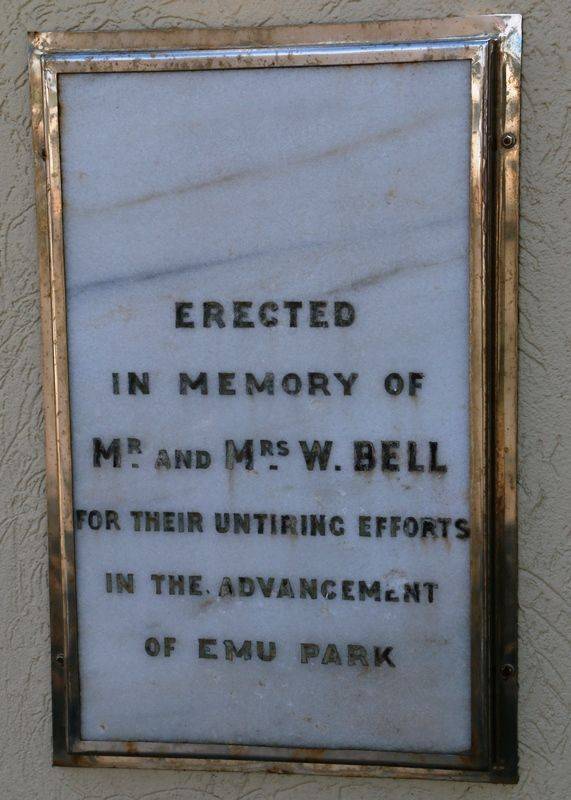 ERECTED
IN MEMORY OF
MR. AND MRS. W. BELL
FOR THEIR UNTIRING EFFORTS
IN THE ADVANCEMENT
OF EMU PARK